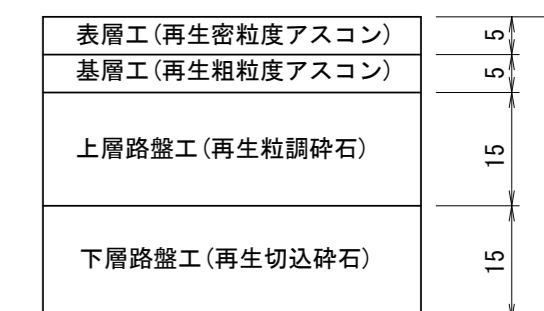 表層工(再生密粒度アスコン)
5
基層工(再生粗粒度アスコン)
5
上層路盤工(再生粒調砕石)
15
下層路盤工(再生切込砕石)
15